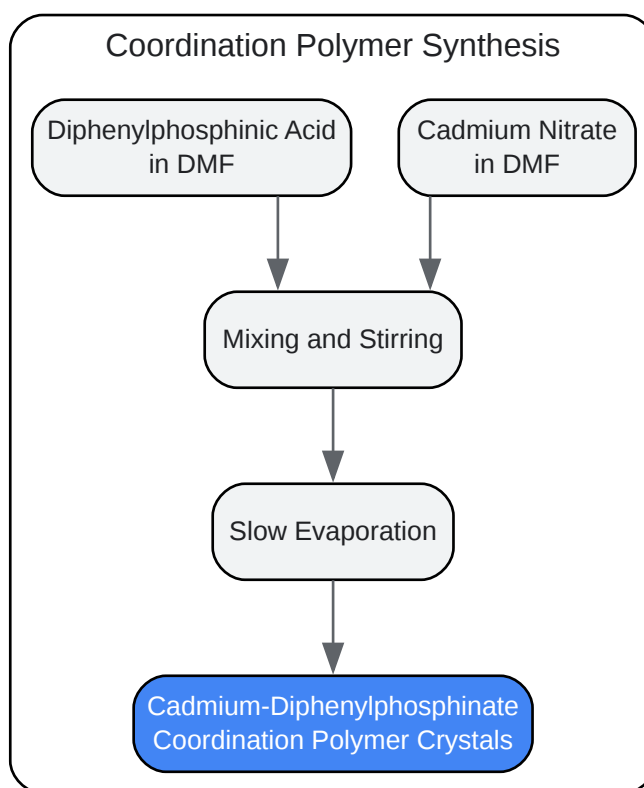 Coordination Polymer Synthesis
Diphenylphosphinic Acid
in DMF
Cadmium Nitrate
in DMF
Mixing and Stirring
Slow Evaporation
Cadmium-Diphenylphosphinate
Coordination Polymer Crystals